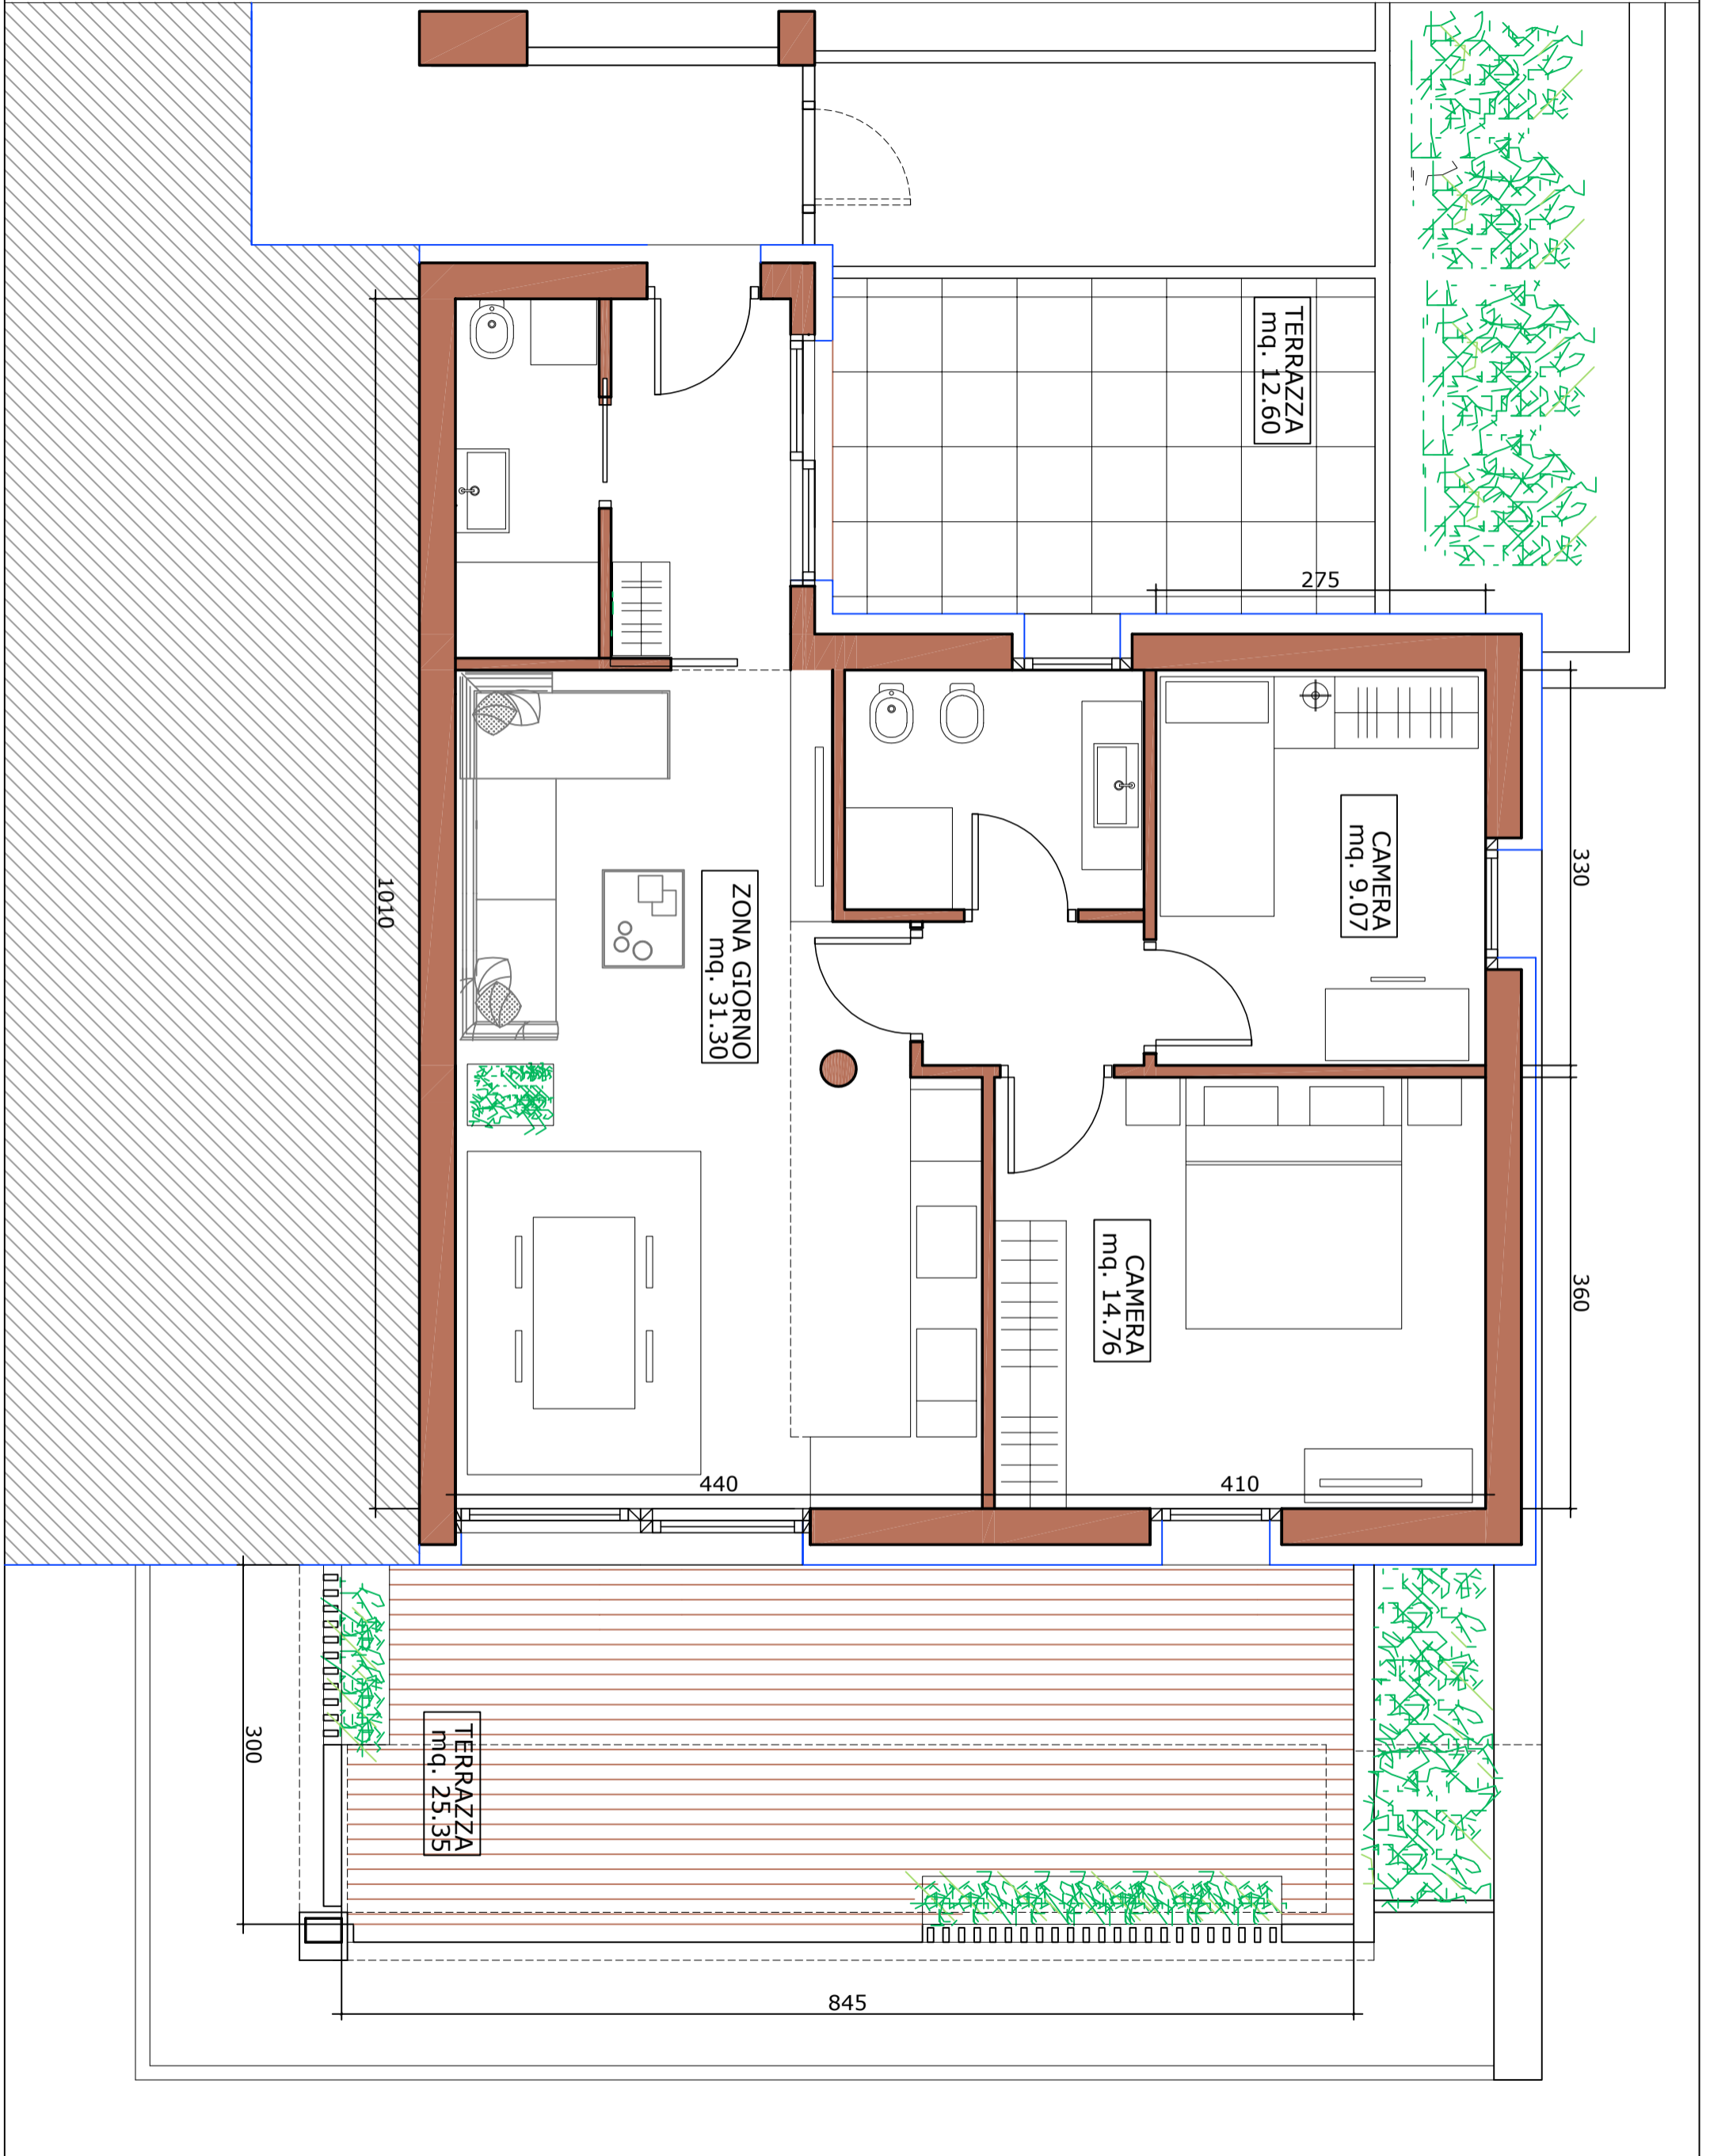 TERRAZZA
mq. 12.60
275
CAMERA
mq. 9.07
330
1010
ZONA GIORNO
mq. 31.30
CAMERA
mq. 14.76
360
440
410
TERRAZZA
mq. 25.35
300
845